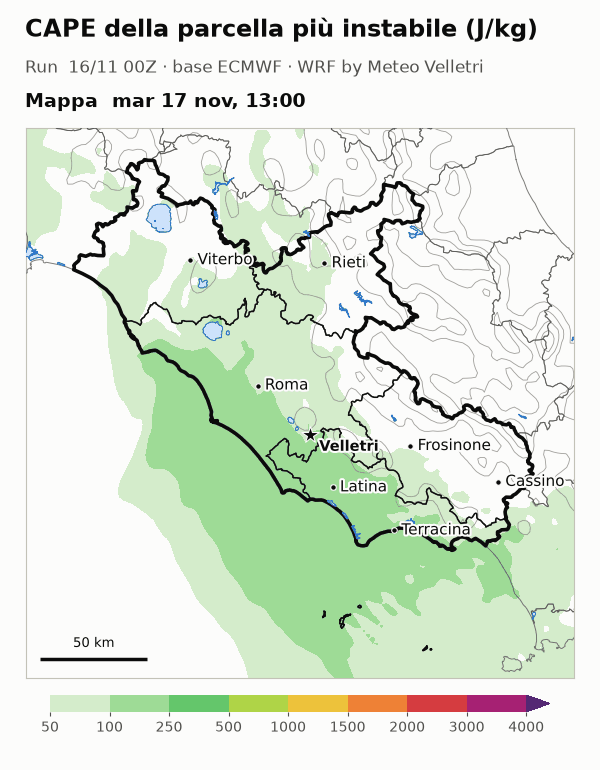 CAPE della parcella più instabile (J/kg)
Run  16/11 00Z · base ECMWF · WRF by Meteo Velletri
Mappa  mar 17 nov, 13:00
Viterbo
Rieti
Roma
Velletri
Frosinone
Cassino
Latina
Terracina
50 km
50 100 250 500 1000 1500 2000 3000 4000